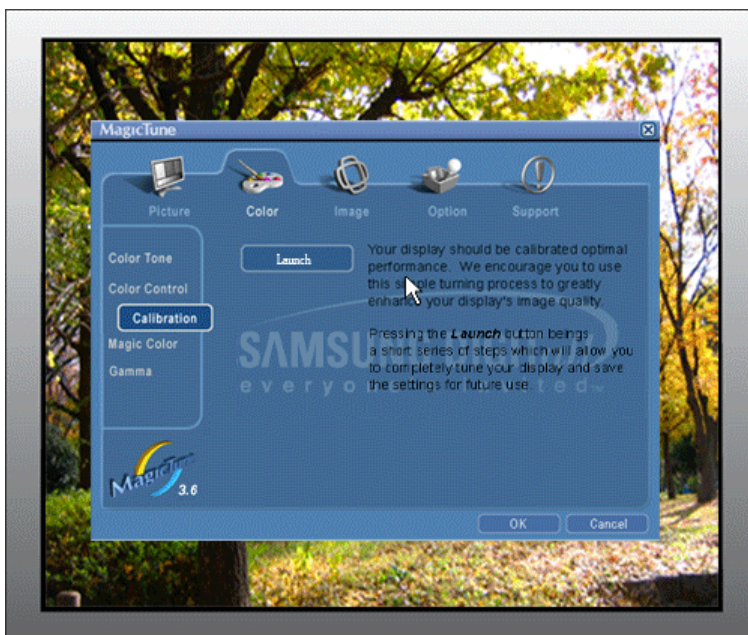 MagicTune
Picture
Color
Image
Option
Support
Color Tone
Color Control
Calibration
Magic Color
Gamma
Launch
Your display should be calibrated optimal
performance. We encourage you to use
this simple turning process to greatly
enhance your display's image quality.
Pressing the Launch button beings
a short series of steps which will allow you
to completely tune your display and save
the settings for future use
SAMSUNG
MagicTune
3.6
OK
Cancel